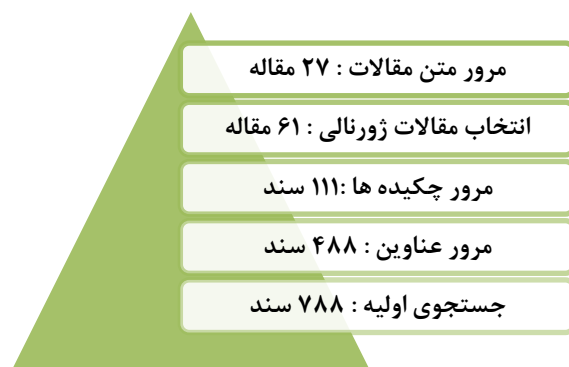 مرور متن مقالات : ۲۷ مقاله
انتخاب مقالات ژورنالی : ۶۱ مقاله
مرور چکیده ها :۱۱۱ سند
مرور عناوین : ۴۸۸ سند
جستجوی اولیه : ۷۸۸ سند